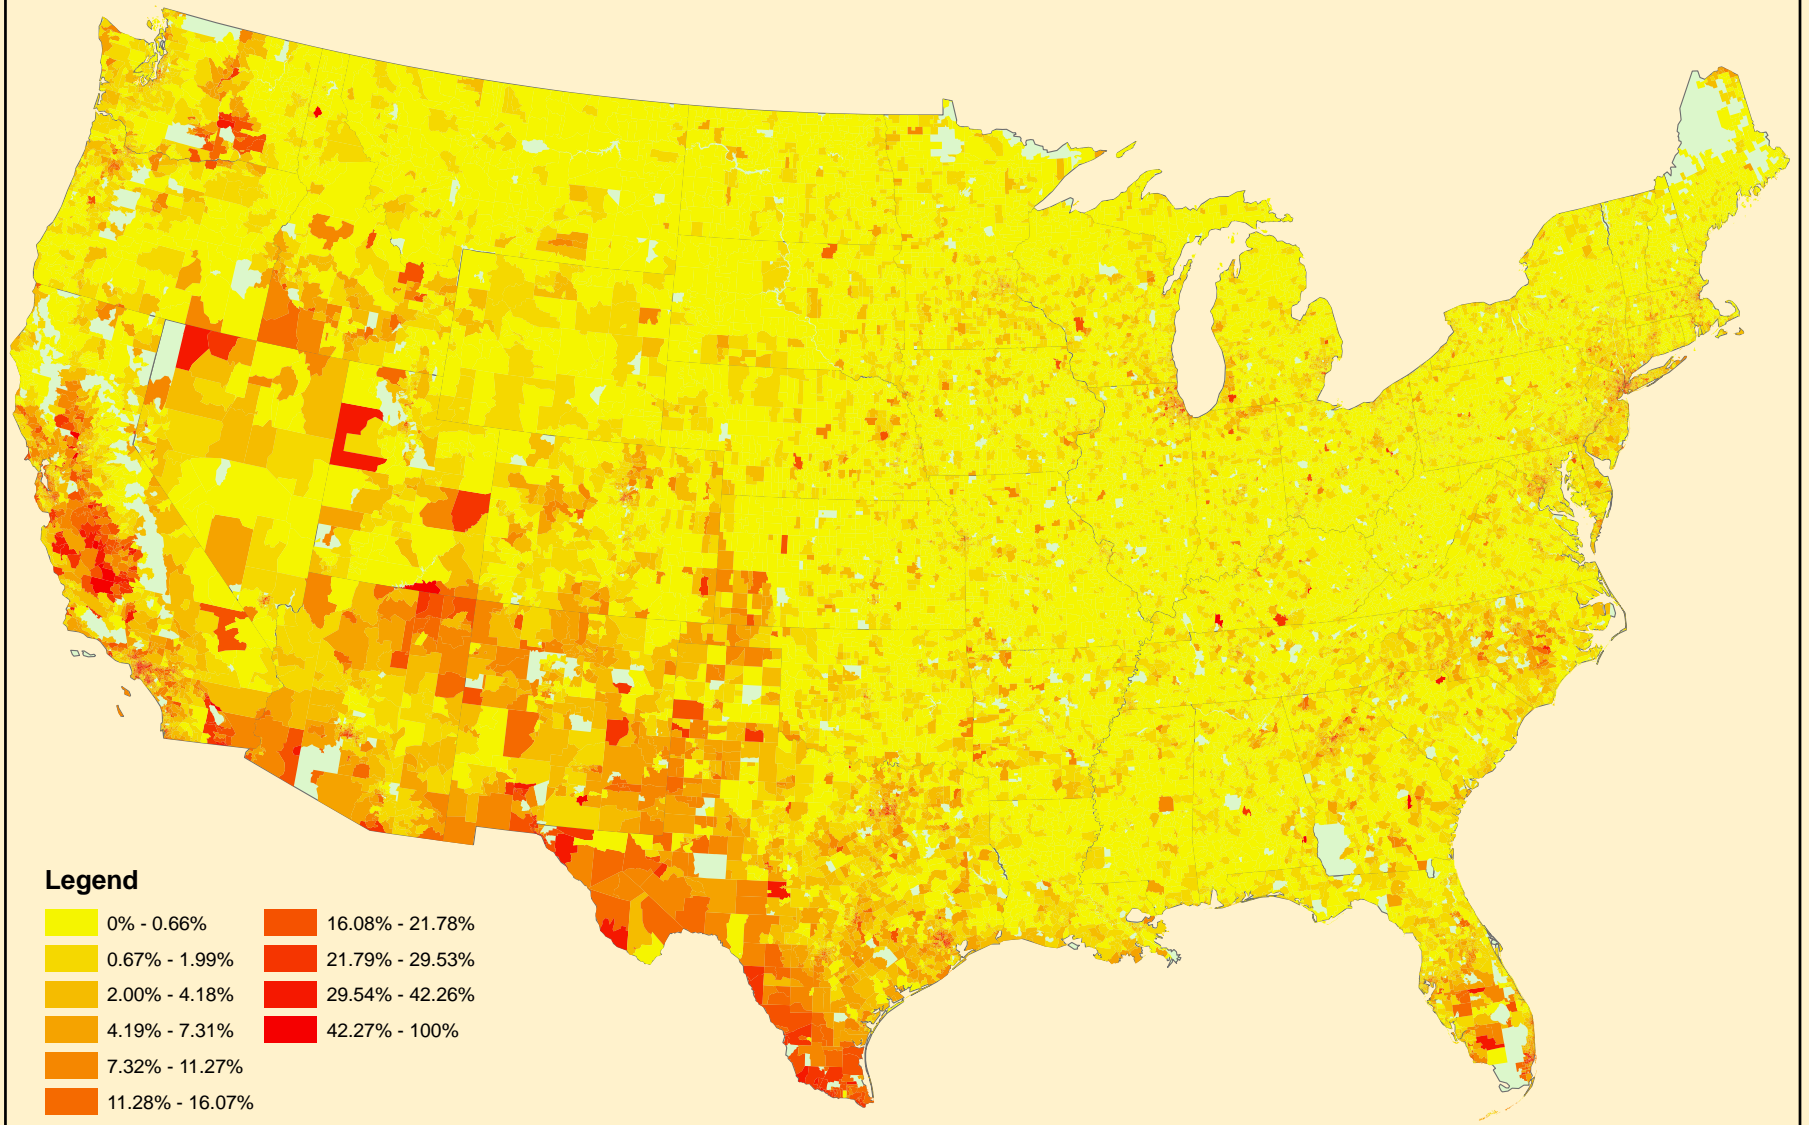 Legend
0% - 0.66%
0.67% - 1.99%
2.00% - 4.18%
4.19% - 7.31%
7.32% - 11.27%
11.28% - 16.07%
16.08% - 21.78%
21.79% - 29.53%
29.54% - 42.26%
42.27% - 100%